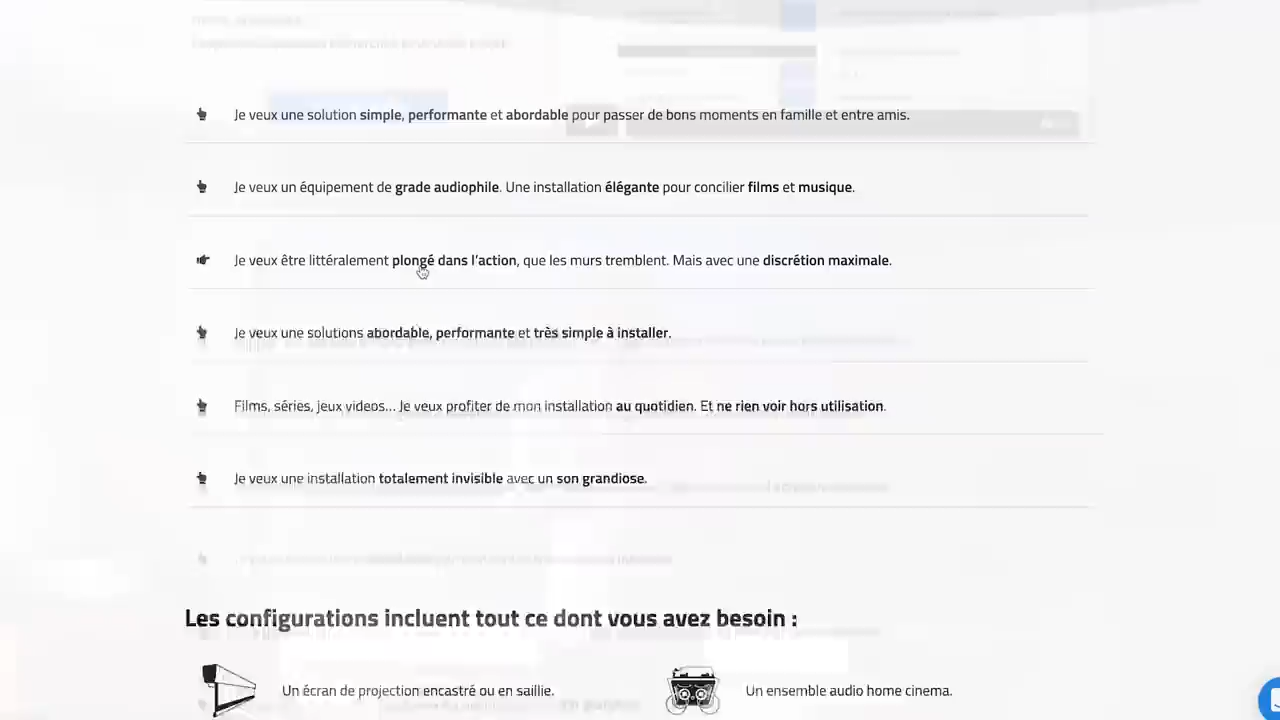 Je veux une solution simple, performante et abordable pour passer de bons moments en famille et entre amis.
Je veux un équipement de grade audiophile. Une installation élégante pour concilier films et musique.
Je veux être littéralement plongé dans l'action, que les murs tremblent. Mais avec une discrétion maximale.
Je veux une solutions abordable, performante et très simple à installer.
Films, séries, jeux videos... Je veux profiter de mon installation au quotidien. Et ne rien voir hors utilisation.
Je veux une installation totalement invisible avec un son grandiose.
Les configurations incluent tout ce dont vous avez besoin :
Un écran de projection encastré ou en saillie.
Un ensemble audio home cinema.